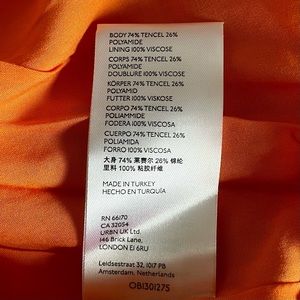 BODY 74% TENCEL 26%
POLYAMIDE
LINING 100% VISCOSE
CORPS 74% TENCEL 26%
POLYAMIDE
DOUBLURE 100% VISCOSE
KÖRPER 74% TENCEL 26%
POLYAMID
FUTTER 100% VISKOSE
CORPO 74% TENCEL 26%
POLIAMMIDE
FODERA 100% VISCOSA
CUERPO 74% TENCEL 26%
POLIAMIDA
FORRO 100% VISCOSA
大身 74% 莱赛尔 26% 锦纶
里料 100% 粘胶纤维
MADE IN TURKEY
HECHO EN TURQUÍA
RN 66170
CA 32054
URBN UK Ltd.
146 Brick Lane,
LONDON E1 6RU
Leidsestraat 32, 1017 PB
Amsterdam, Netherlands
OB1301275